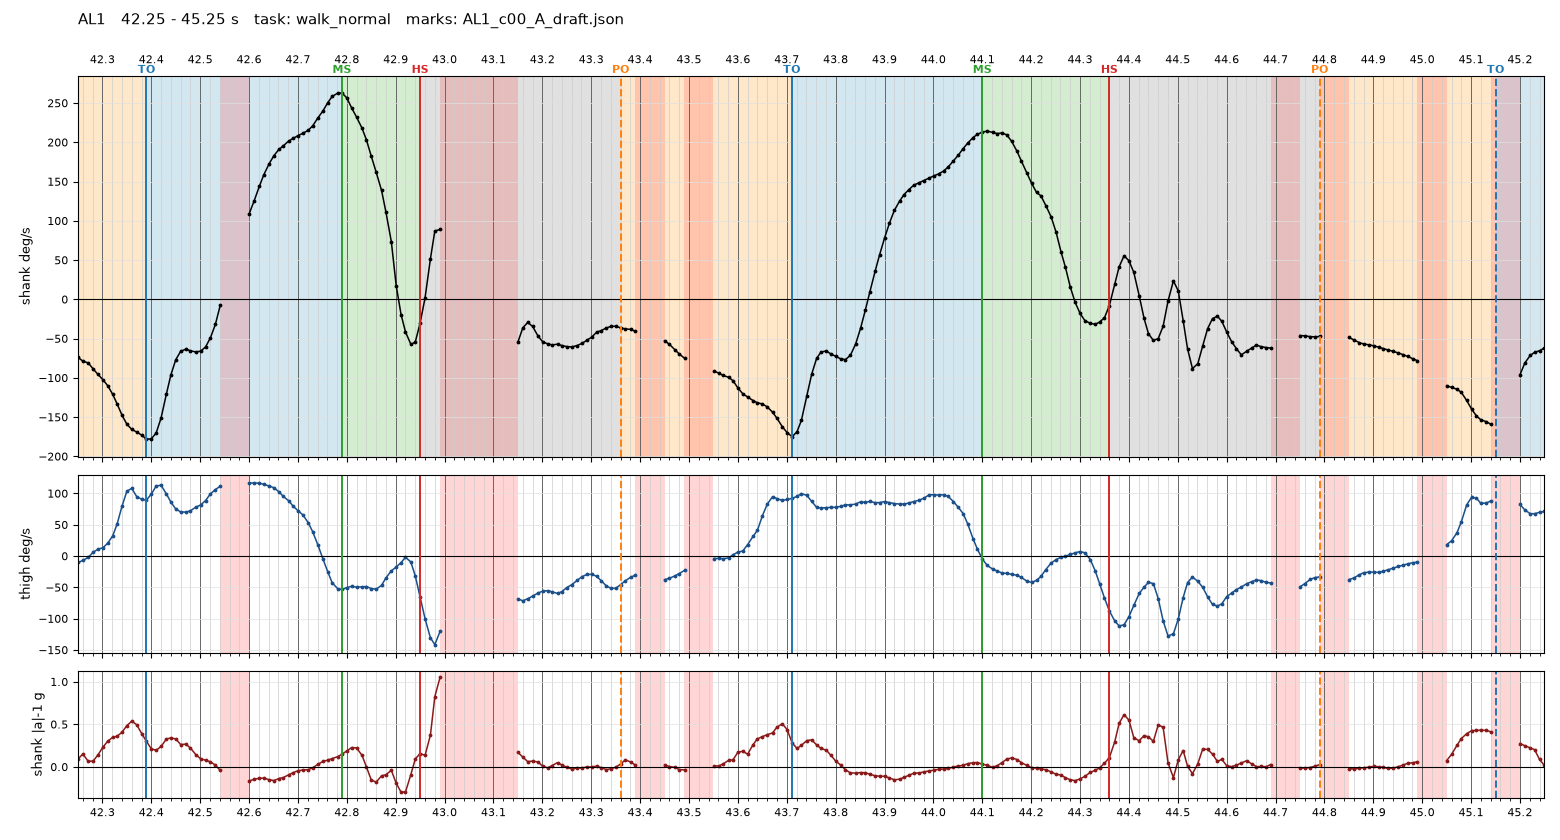 AL1 42.25 - 45.25 s task: walk_normal marks: AL1_c00_A_draft.json
42.3 42.4 42.5 42.6 42.7 42.8 42.9 43.0 43.1 43.2 43.3 43.4 43.5 43.6 43.7 43.8 43.9 44.0 44.1 44.2 44.3 44.4 44.5 44.6 44.7 44.8 44.9 45.0 45.1 45.2
TO MS HS PO TO MS HS PO TO
shank deg/s
250
200
150
100
50
0
−50
−100
−150
−200
thigh deg/s
100
50
0
−50
−100
−150
shank |a|-1 g
1.0
0.5
0.0
42.3 42.4 42.5 42.6 42.7 42.8 42.9 43.0 43.1 43.2 43.3 43.4 43.5 43.6 43.7 43.8 43.9 44.0 44.1 44.2 44.3 44.4 44.5 44.6 44.7 44.8 44.9 45.0 45.1 45.2